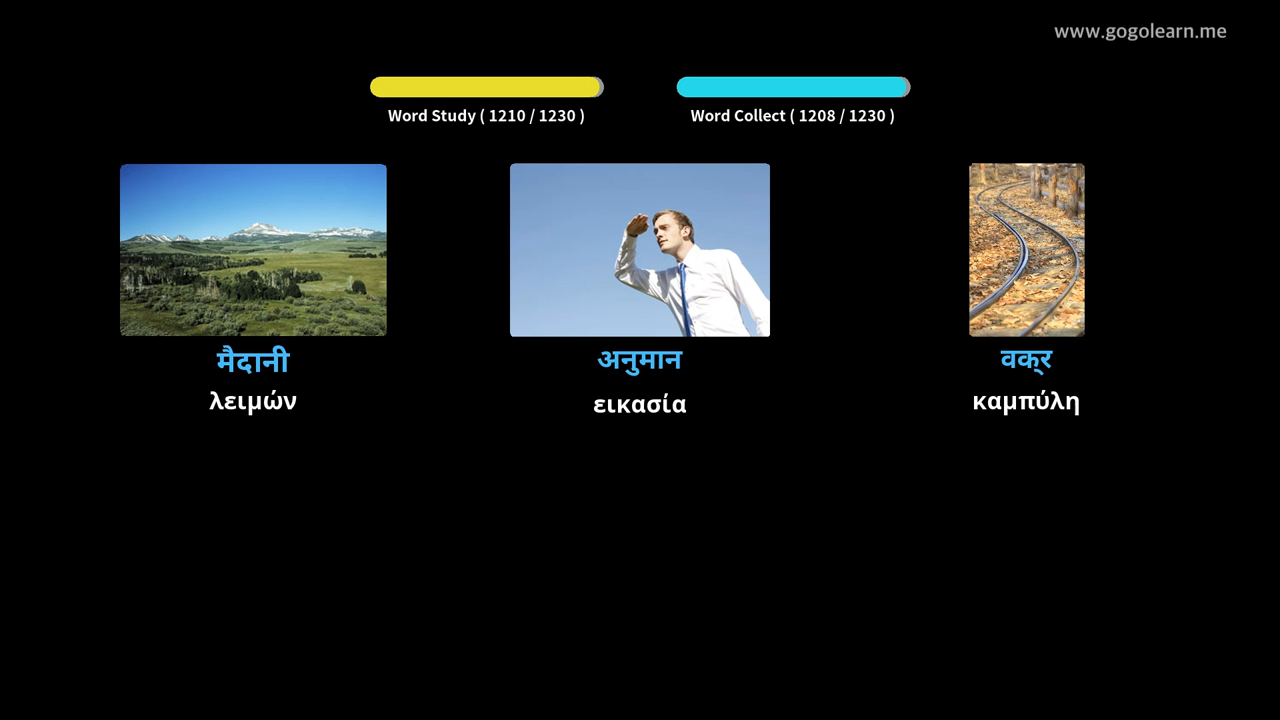 www.gogolearn.me
Word Study ( 1210 / 1230 )
Word Collect ( 1208 / 1230 )
मैदानी
अनुमान
वक्र
λειμών
εικασία
καμπύλη